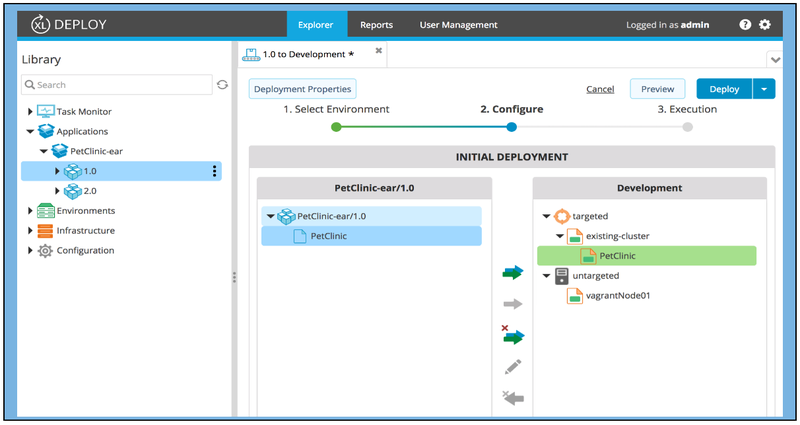 XL DEPLOY
Explorer
Reports
User Management
Logged in as admin
Library
1.0 to Development *
Search
Deployment Properties
Cancel
Preview
Deploy
Task Monitor
Applications
PetClinic-ear
1.0
2.0
Environments
Infrastructure
Configuration
1. Select Environment
2. Configure
3. Execution
INITIAL DEPLOYMENT
PetClinic-ear/1.0
PetClinic-ear/1.0
PetClinic
Development
targeted
existing-cluster
PetClinic
untargeted
vagrantNode01